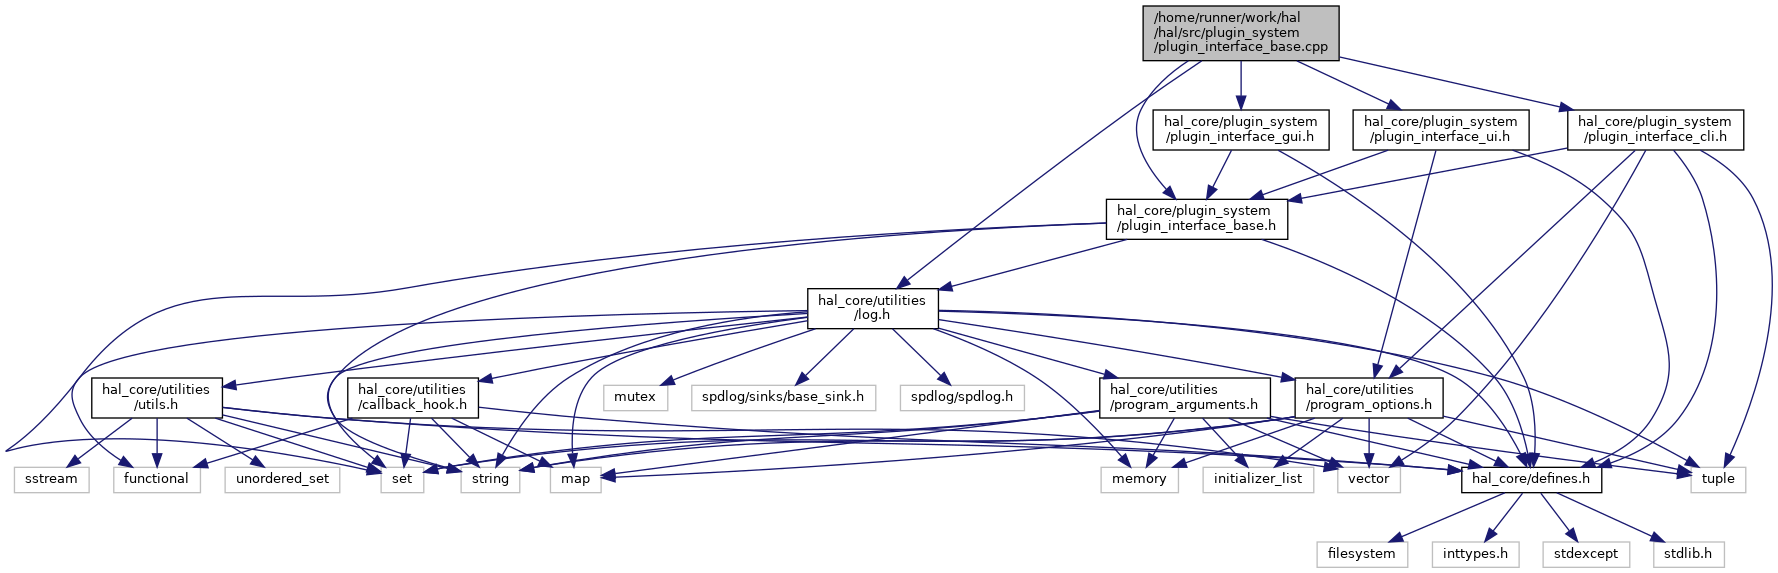 /home/runner/work/hal
/hal/src/plugin_system
/plugin_interface_base.cpp
hal_core/plugin_system
/plugin_interface_gui.h
hal_core/plugin_system
/plugin_interface_ui.h
hal_core/plugin_system
/plugin_interface_cli.h
hal_core/plugin_system
/plugin_interface_base.h
hal_core/utilities
/log.h
hal_core/utilities
/utils.h
hal_core/utilities
/callback_hook.h
mutex
spdlog/sinks/base_sink.h
spdlog/spdlog.h
hal_core/utilities
/program_arguments.h
hal_core/utilities
/program_options.h
sstream
functional
unordered_set
set
string
map
memory
initializer_list
vector
hal_core/defines.h
tuple
filesystem
inttypes.h
stdexcept
stdlib.h